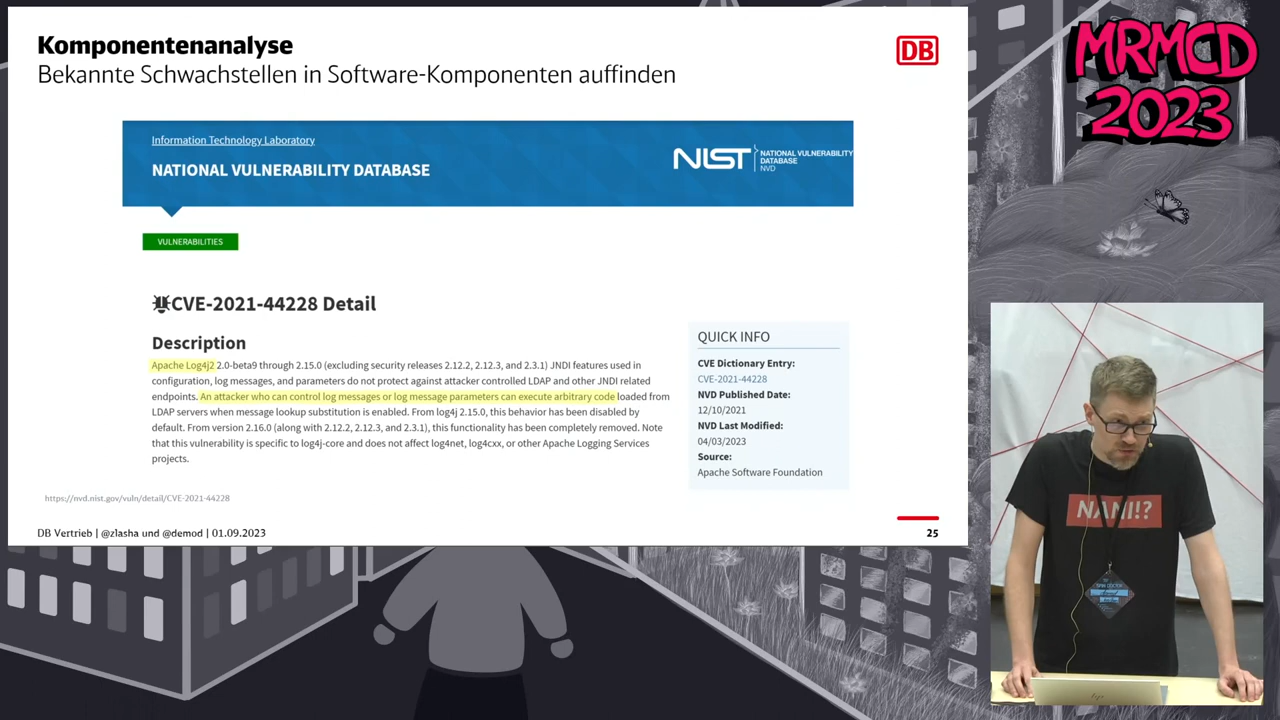 Komponentenanalyse
Bekannte Schwachstellen in Software-Komponenten auffinden
DB
Information Technology Laboratory
NATIONAL VULNERABILITY DATABASE
NIST
NATIONAL VULNERABILITY
DATABASE
NVD
VULNERABILITIES
CVE-2021-44228 Detail
Description
Apache Log4j2 2.0-beta9 through 2.15.0 (excluding security releases 2.12.2, 2.12.3, and 2.3.1) JNDI features used in
configuration, log messages, and parameters do not protect against attacker controlled LDAP and other JNDI related
endpoints. An attacker who can control log messages or log message parameters can execute arbitrary code loaded from
LDAP servers when message lookup substitution is enabled. From log4j 2.15.0, this behavior has been disabled by
default. From version 2.16.0 (along with 2.12.2, 2.12.3, and 2.3.1), this functionality has been completely removed. Note
that this vulnerability is specific to log4j-core and does not affect log4net, log4cxx, or other Apache Logging Services
projects.
QUICK INFO
CVE Dictionary Entry:
CVE-2021-44228
NVD Published Date:
12/10/2021
NVD Last Modified:
04/03/2023
Source:
Apache Software Foundation
https://nvd.nist.gov/vuln/detail/CVE-2021-44228
DB Vertrieb | @zlasha und @demod | 01.09.2023
25
MRMCD
2023
NANI!?